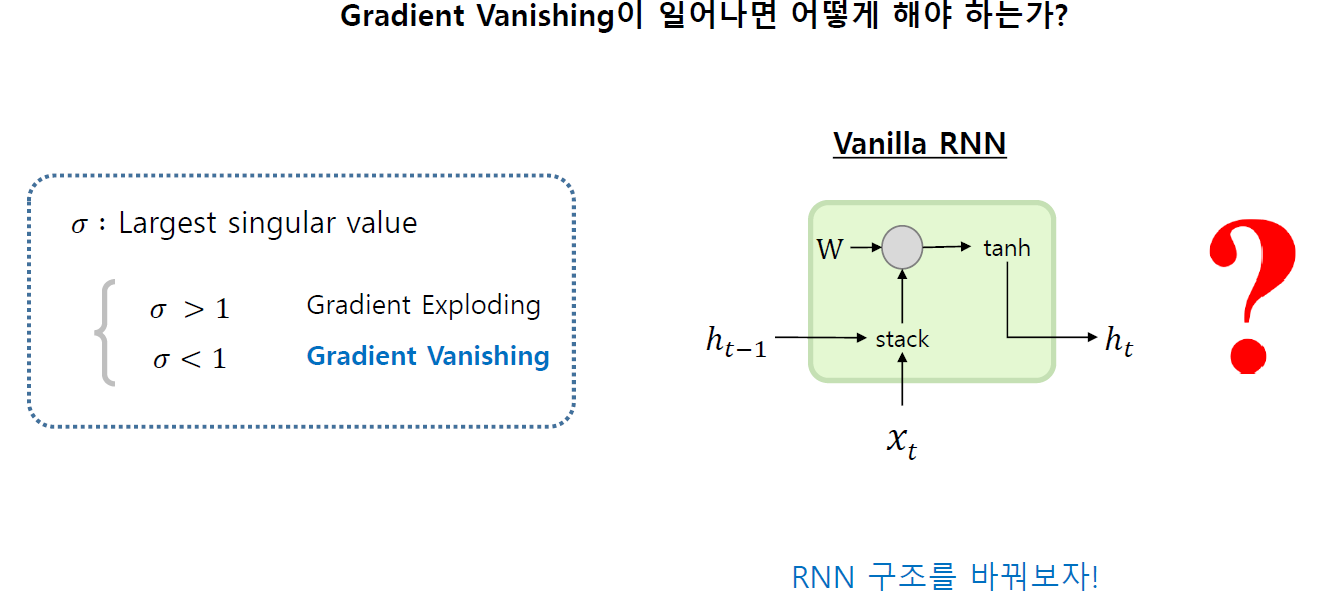 Gradient Vanishing이 일어나면 어떻게 해야 하는가?
σ : Largest singular value
σ > 1 Gradient Exploding
σ < 1 Gradient Vanishing
Vanilla RNN
W tanh
h_{t−1} stack h_t
x_t
?
RNN 구조를 바꿔보자!